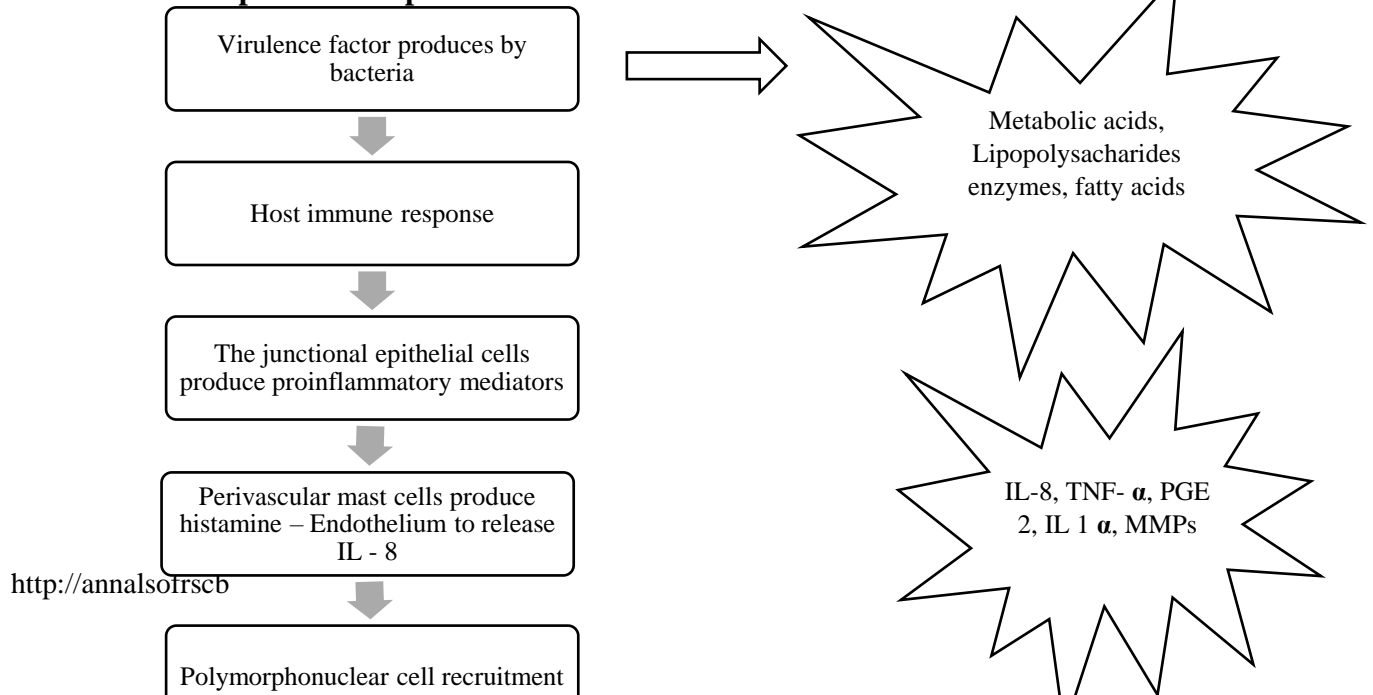 Virulence factor produces by
bacteria
Metabolic acids,
Lipopolysacharides
enzymes, fatty acids
Host immune response
The junctional epithelial cells
produce proinflammatory mediators
Perivascular mast cells produce
histamine – Endothelium to release
IL - 8
IL-8, TNF- α, PGE
2, IL 1 α, MMPs
http://annalsofrscb
Polymorphonuclear cell recruitment